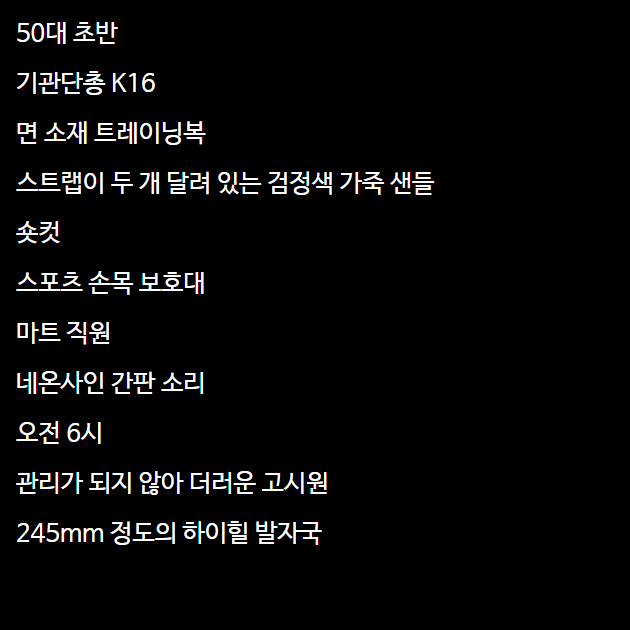 50대 초반
기관단총 K16
면 소재 트레이닝복
스트랩이 두 개 달려 있는 검정색 가죽 샌들
숏컷
스포츠 손목 보호대
마트 직원
네온사인 간판 소리
오전 6시
관리가 되지 않아 더러운 고시원
245mm 정도의 하이힐 발자국